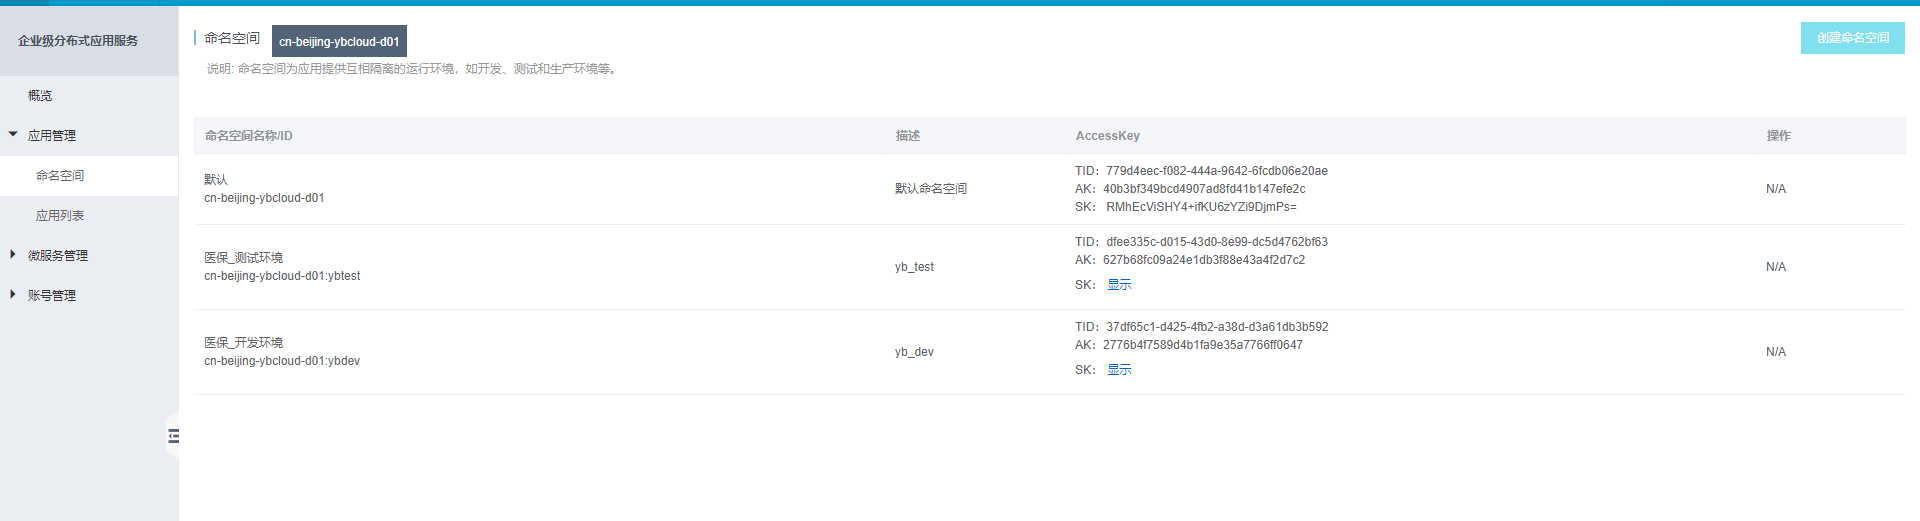 企业级分布式应用服务
概览
应用管理
命名空间
应用列表
微服务管理
账号管理
命名空间 cn-beijing-ybcloud-d01
创建命名空间
说明: 命名空间为应用提供互相隔离的运行环境，如开发、测试和生产环境等。
命名空间名称/ID 描述 AccessKey 操作
默认
cn-beijing-ybcloud-d01
默认命名空间
TID：779d4eec-f082-444a-9642-6fcdb06e20ae
AK：40b3bf349bcd4907ad8fd41b147efe2c
SK： RMhEcViSHY4+ifKU6zYZi9DjmPs=
N/A
医保_测试环境
cn-beijing-ybcloud-d01:ybtest
yb_test
TID：dfee335c-d015-43d0-8e99-dc5d4762bf63
AK：627b68fc09a24e1db3f88e43a4f2d7c2
SK： 显示
N/A
医保_开发环境
cn-beijing-ybcloud-d01:ybdev
yb_dev
TID：37df65c1-d425-4fb2-a38d-d3a61db3b592
AK：2776b4f7589d4b1fa9e35a7766ff0647
SK： 显示
N/A